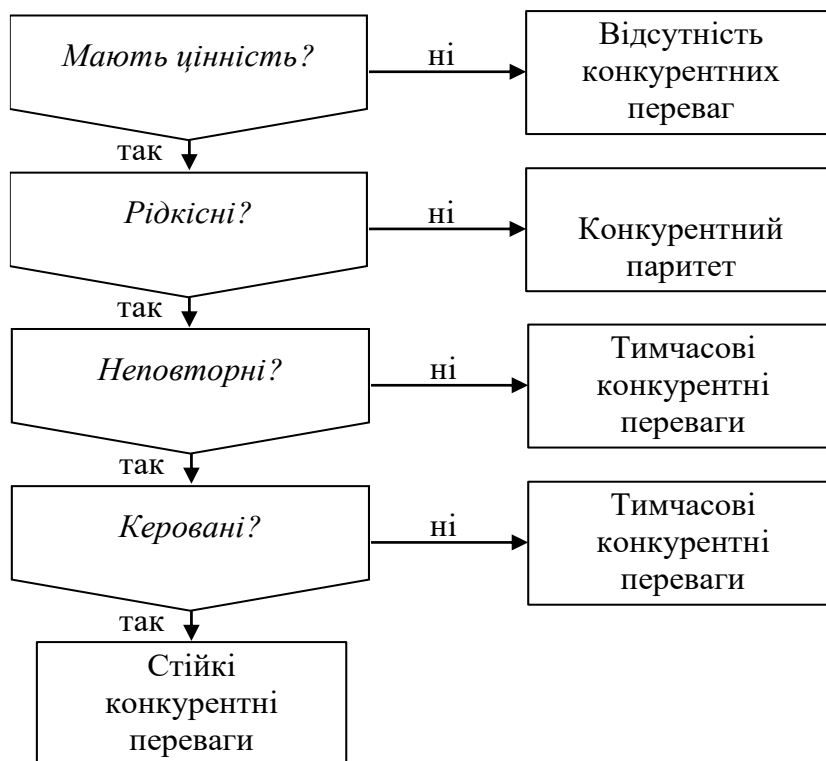 Мають цінність?
ні
Відсутність
конкурентних
переваг
так
Рідкісні?
ні
Конкурентний
паритет
так
Неповторні?
ні
Тимчасові
конкурентні
переваги
так
Керовані?
ні
Тимчасові
конкурентні
переваги
так
Стійкі
конкурентні
переваги